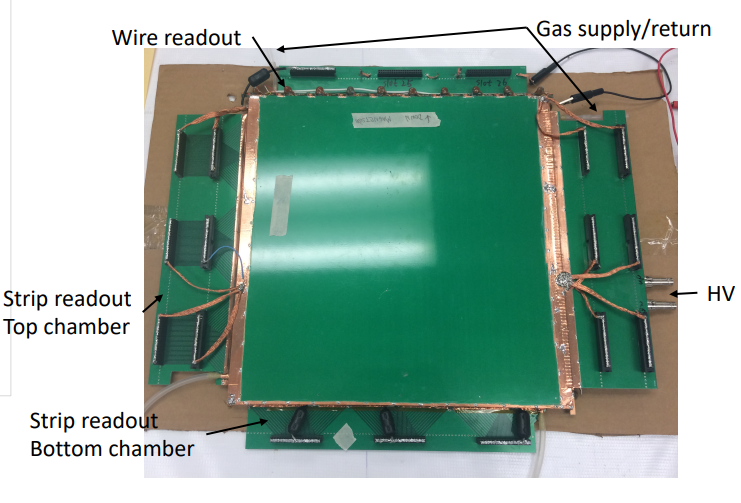 Gas supply/return
Wire readout
Strip readout
Top chamber
HV
Strip readout
Bottom chamber